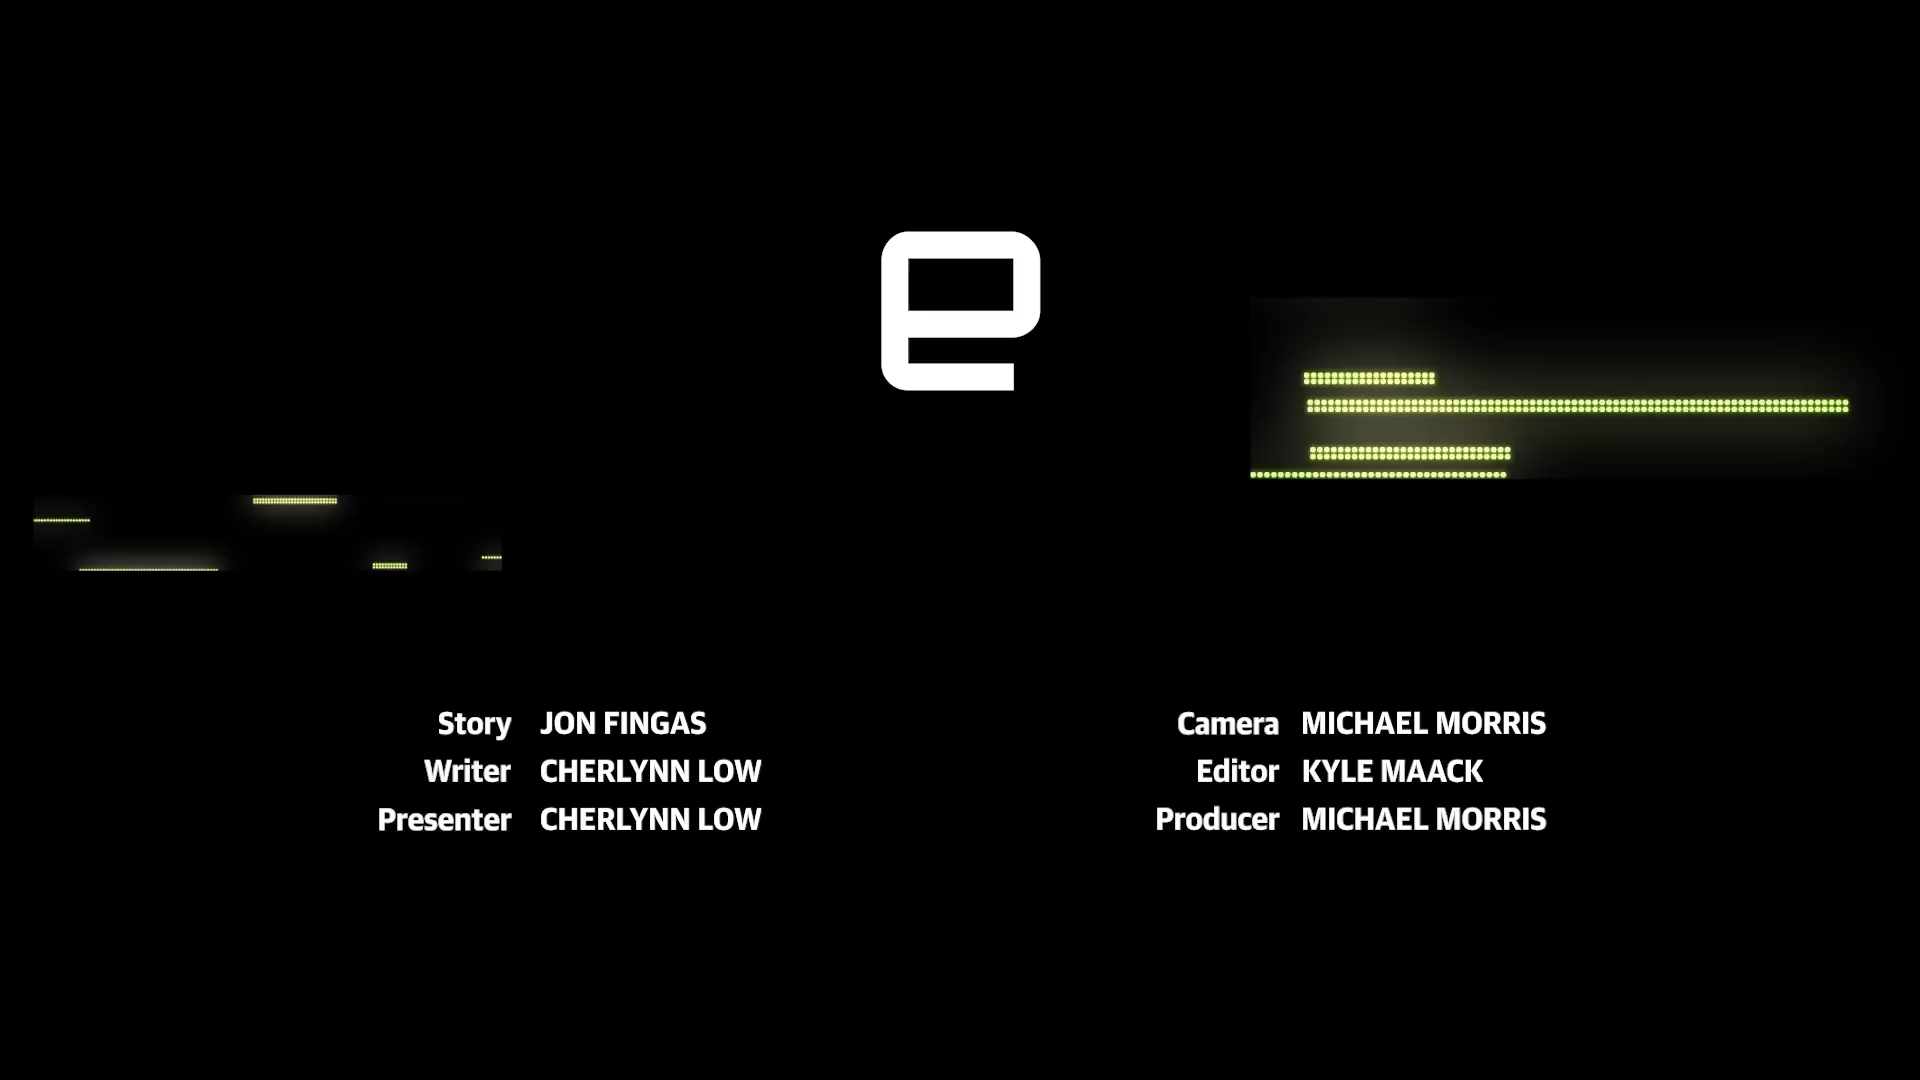 e
Story JON FINGAS
Writer CHERLYNN LOW
Presenter CHERLYNN LOW
Camera MICHAEL MORRIS
Editor KYLE MAACK
Producer MICHAEL MORRIS